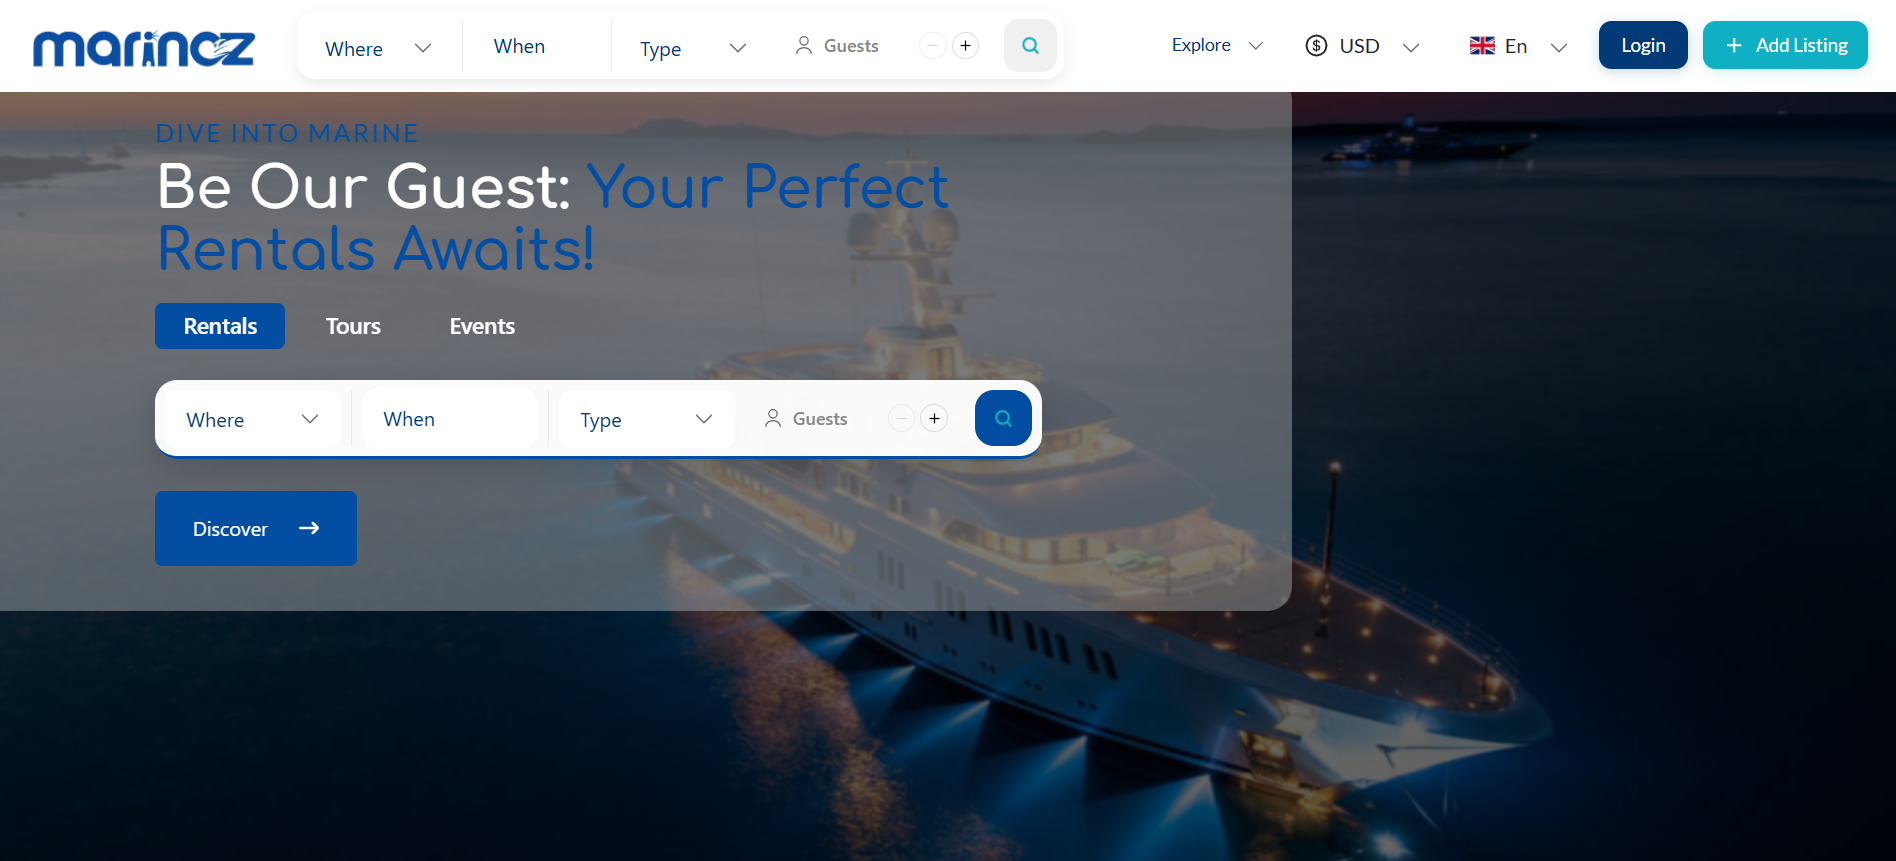 marinoz
Where
When
Type
Guests
Explore
USD
En
Login
Add Listing
DIVE INTO MARINE
Be Our Guest: Your Perfect
Rentals Awaits!
Rentals
Tours
Events
Where
When
Type
Guests
Discover